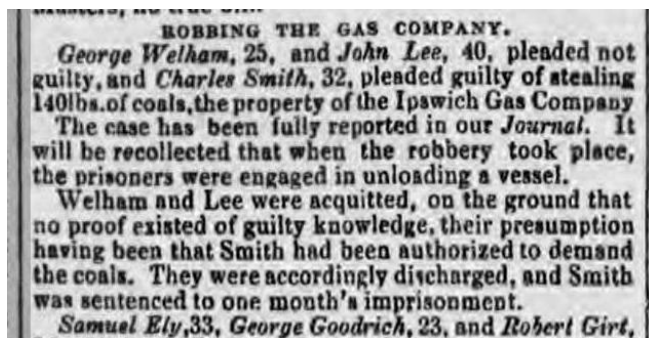 ROBBING THE GAS COMPANY.
George Welham, 25, and John Lee, 40, pleaded not
guilty, and Charles Smith, 32, pleaded guilty of stealing
140lbs. of coals, the property of the Ipswich Gas Company
The case has been fully reported in our Journal. It
will be recollected that when the robbery took place,
the prisoners were engaged in unloading a vessel.
Welham and Lee were acquitted, on the ground that
no proof existed of guilty knowledge, their presumption
having been that Smith had been authorized to demand
the coals. They were accordingly discharged, and Smith
was sentenced to one month's imprisonment.
Samuel Ely, 33, George Goodrich, 23, and Robert Girt,